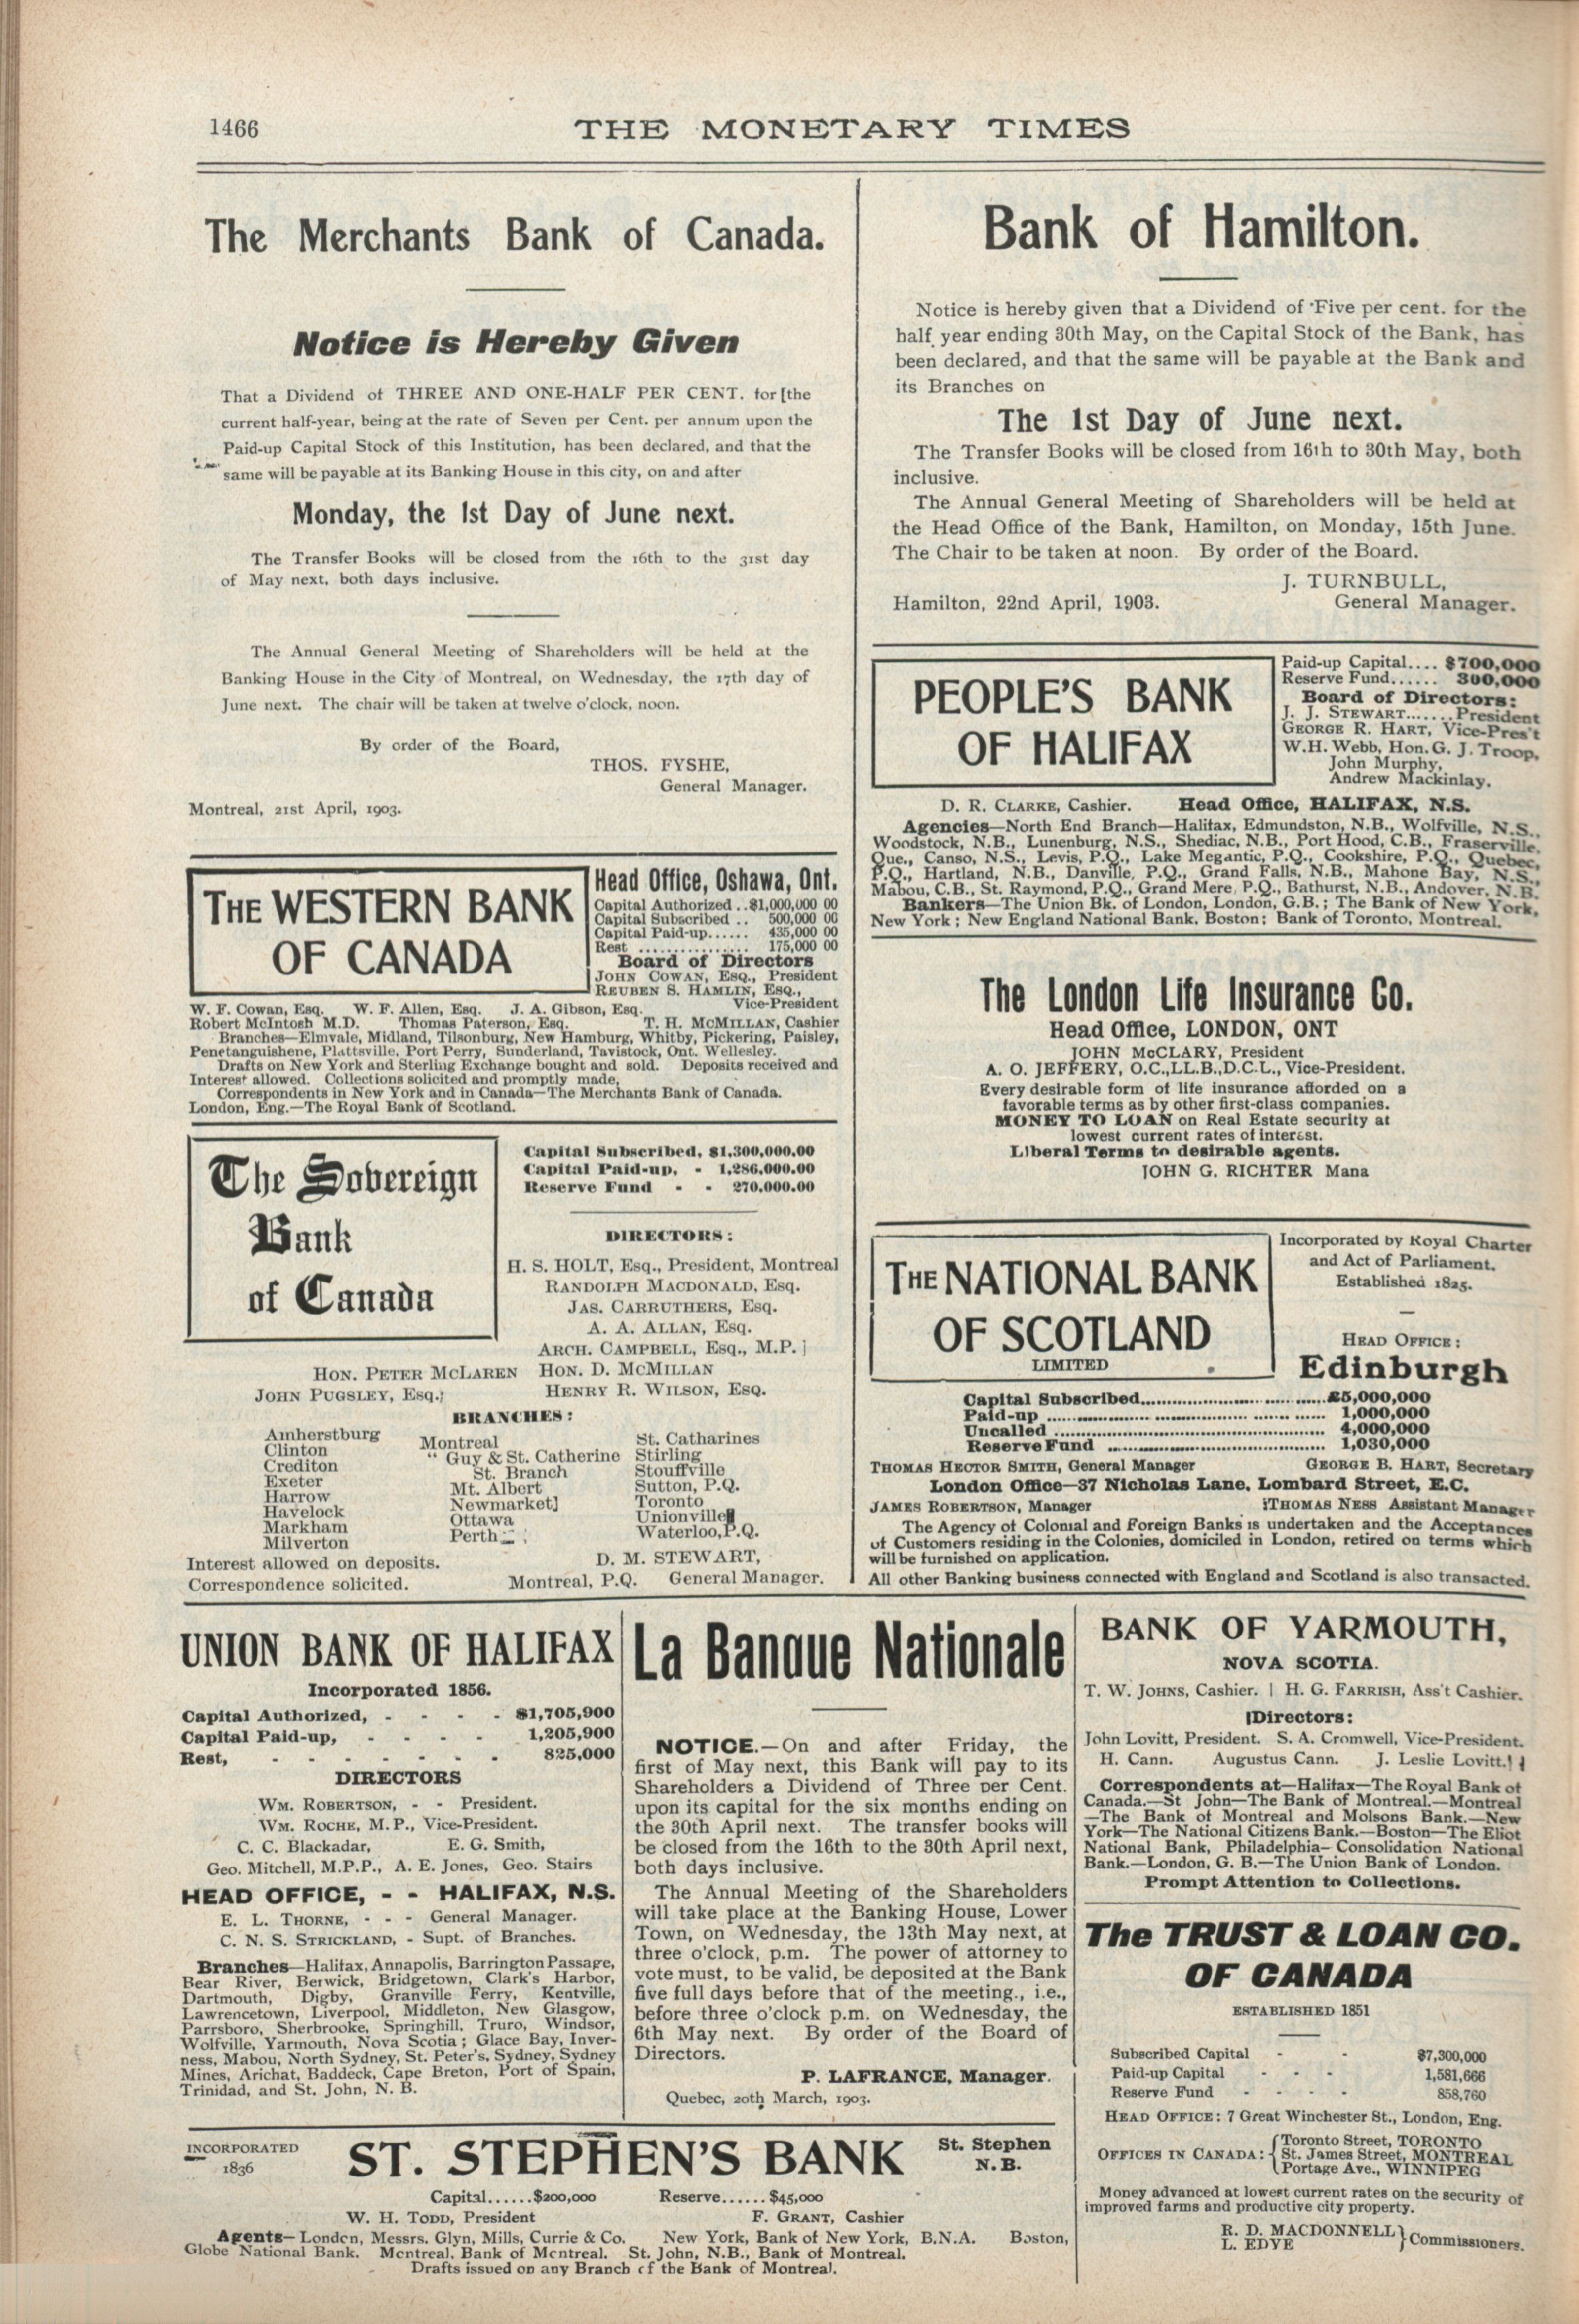 1466
THE MONETARY TIMES
The Merchants Bank of Canada.
Notice is Hereby Given
That a Dividend of THREE AND ONE-HALF PER CENT. for [the
current half-year, being at the rate of Seven per Cent. per annum upon the
Paid-up Capital Stock of this Institution, has been declared, and that the
same will be payable at its Banking House in this city, on and after
Monday, the 1st Day of June next.
The Transfer Books will be closed from the 16th to the 31st day
of May next, both days inclusive.
The Annual General Meeting of Shareholders will be held at the
Banking House in the City of Montreal, on Wednesday, the 17th day of
June next. The chair will be taken at twelve o'clock, noon.
By order of the Board,
THOS. FYSHE,
General Manager.
Montreal, 21st April, 1903.
THE WESTERN BANK
OF CANADA
Head Office, Oshawa, Ont.
Capital Authorized .. $1,000,000 00
Capital Subscribed .. 500,000 00
Capital Paid-up...... 435,000 00
Rest ............... 175,000 00
Board of Directors
JOHN COWAN, ESQ., President
REUBEN S. HAMLIN, ESQ.,
Vice-President
W. F. Cowan, Esq. W. F. Allen, Esq. J. A. Gibson, Esq.
Robert McIntosh M.D. Thomas Paterson, Esq. T. H. MCMILLAN, Cashier
Branches—Elmvale, Midland, Tilsonburg, New Hamburg, Whitby, Pickering, Paisley,
Penetanguishene, Plattsville, Port Perry, Sunderland, Tavistock, Ont. Wellesley.
Drafts on New York and Sterling Exchange bought and sold. Deposits received and
Interest allowed. Collections solicited and promptly made,
Correspondents in New York and in Canada—The Merchants Bank of Canada.
London, Eng.—The Royal Bank of Scotland.
The Sovereign
Bank
of Canada
Capital Subscribed, $1,300,000.00
Capital Paid-up, - 1,286,000.00
Reserve Fund - - 270,000.00
DIRECTORS:
H. S. HOLT, Esq., President, Montreal
RANDOLPH MACDONALD, Esq.
JAS. CARRUTHERS, Esq.
A. A. ALLAN, Esq.
ARCH. CAMPBELL, Esq., M.P.
HON. PETER MCLAREN HON. D. MCMILLAN
JOHN PUGSLEY, Esq. HENRY R. WILSON, ESQ.
BRANCHES:
Amherstburg
Clinton
Crediton
Exeter
Harrow
Havelock
Markham
Milverton
Montreal
" Guy & St. Catherine
St. Branch
Mt. Albert
Newmarket]
Ottawa
Perth
St. Catharines
Stirling
Stouffville
Sutton, P.Q.
Toronto
Unionville
Waterloo, P.Q.
Interest allowed on deposits.
Correspondence solicited.
D. M. STEWART,
Montreal, P.Q. General Manager.
Bank of Hamilton.
Notice is hereby given that a Dividend of Five per cent. for the
half year ending 30th May, on the Capital Stock of the Bank, has
been declared, and that the same will be payable at the Bank and
its Branches on
The 1st Day of June next.
The Transfer Books will be closed from 16th to 30th May, both
inclusive.
The Annual General Meeting of Shareholders will be held at
the Head Office of the Bank, Hamilton, on Monday, 15th June.
The Chair to be taken at noon. By order of the Board.
J. TURNBULL,
Hamilton, 22nd April, 1903. General Manager.
PEOPLE'S BANK
OF HALIFAX
Paid-up Capital.... $700,000
Reserve Fund...... 300,000
Board of Directors:
J. J. STEWART....... President
GEORGE R. HART, Vice-Pres't
W.H. Webb, Hon. G. J. Troop,
John Murphy,
Andrew Mackinlay.
D. R. CLARKE, Cashier. Head Office, HALIFAX, N.S.
Agencies—North End Branch—Halifax, Edmundston, N.B., Wolfville, N.S.,
Woodstock, N.B., Lunenburg, N.S., Shediac, N.B., Port Hood, C.B., Fraserville,
Que., Canso, N.S., Levis, P.Q., Lake Megantic, P.Q., Cookshire, P.Q., Quebec,
P.Q., Hartland, N.B., Danville, P.Q., Grand Falls, N.B., Mahone Bay, N.S.,
Mabou, C.B., St. Raymond, P.Q., Grand Mere, P.Q., Bathurst, N.B., Andover, N.B.
Bankers—The Union Bk. of London, London, G.B.; The Bank of New York,
New York; New England National Bank, Boston; Bank of Toronto, Montreal.
The London Life Insurance Co.
Head Office, LONDON, ONT
JOHN McCLARY, President
A. O. JEFFERY, O.C., LL.B., D.C.L., Vice-President.
Every desirable form of life insurance afforded on a
favorable terms as by other first-class companies.
MONEY TO LOAN on Real Estate security at
lowest current rates of interest.
Liberal Terms to desirable agents.
JOHN G. RICHTER Mana
THE NATIONAL BANK
OF SCOTLAND
LIMITED
Incorporated by Royal Charter
and Act of Parliament.
Established 1825.
HEAD OFFICE:
Edinburgh
Capital Subscribed........ £5,000,000
Paid-up ........ 1,000,000
Uncalled ........ 4,000,000
Reserve Fund ........ 1,030,000
THOMAS HECTOR SMITH, General Manager GEORGE B. HART, Secretary
London Office—37 Nicholas Lane, Lombard Street, E.C.
JAMES ROBERTSON, Manager THOMAS NESS Assistant Manager
The Agency of Colonial and Foreign Banks is undertaken and the Acceptances
of Customers residing in the Colonies, domiciled in London, retired on terms which
will be furnished on application.
All other Banking business connected with England and Scotland is also transacted.
UNION BANK OF HALIFAX
Incorporated 1856.
Capital Authorized, - - - - $1,705,900
Capital Paid-up, - - - - 1,205,900
Rest, - - - - - - - 825,000
DIRECTORS
WM. ROBERTSON, - - President.
WM. ROCHE, M.P., Vice-President.
C. C. Blackadar, E. G. Smith,
Geo. Mitchell, M.P.P., A. E. Jones, Geo. Stairs
HEAD OFFICE, - - HALIFAX, N.S.
E. L. THORNE, - - - General Manager.
C. N. S. STRICKLAND, - Supt. of Branches.
Branches—Halifax, Annapolis, Barrington Passage,
Bear River, Berwick, Bridgetown, Clark's Harbor,
Dartmouth, Digby, Granville Ferry, Kentville,
Lawrencetown, Liverpool, Middleton, New Glasgow,
Parrsboro, Sherbrooke, Springhill, Truro, Windsor,
Wolfville, Yarmouth, Nova Scotia; Glace Bay, Inver-
ness, Mabou, North Sydney, St. Peter's, Sydney, Sydney
Mines, Arichat, Baddeck, Cape Breton, Port of Spain,
Trinidad, and St. John, N. B.
La Banque Nationale
NOTICE.—On and after Friday, the
first of May next, this Bank will pay to its
Shareholders a Dividend of Three per Cent.
upon its capital for the six months ending on
the 30th April next. The transfer books will
be closed from the 16th to the 30th April next,
both days inclusive.
The Annual Meeting of the Shareholders
will take place at the Banking House, Lower
Town, on Wednesday, the 13th May next, at
three o'clock, p.m. The power of attorney to
vote must, to be valid, be deposited at the Bank
five full days before that of the meeting., i.e.,
before three o'clock p.m. on Wednesday, the
6th May next. By order of the Board of
Directors.
P. LAFRANCE, Manager.
Quebec, 20th March, 1903.
BANK OF YARMOUTH,
NOVA SCOTIA.
T. W. JOHNS, Cashier. | H. G. FARRISH, Ass't Cashier.
Directors:
John Lovitt, President. S. A. Cromwell, Vice-President.
H. Cann. Augustus Cann. J. Leslie Lovitt.
Correspondents at—Halifax—The Royal Bank of
Canada.—St John—The Bank of Montreal.—Montreal
—The Bank of Montreal and Molsons Bank.—New
York—The National Citizens Bank.—Boston—The Eliot
National Bank, Philadelphia—Consolidation National
Bank.—London, G. B.—The Union Bank of London.
Prompt Attention to Collections.
The TRUST & LOAN CO.
OF CANADA
ESTABLISHED 1851
Subscribed Capital - - $7,300,000
Paid-up Capital - - - 1,581,666
Reserve Fund - - - - 858,760
HEAD OFFICE: 7 Great Winchester St., London, Eng.
OFFICES IN CANADA: { Toronto Street, TORONTO
St. James Street, MONTREAL
Portage Ave., WINNIPEG
Money advanced at lowest current rates on the security of
improved farms and productive city property.
R. D. MACDONNELL } Commissioners.
L. EDYE
INCORPORATED
1836
ST. STEPHEN'S BANK
St. Stephen
N. B.
Capital......$200,000 Reserve......$45,000
W. H. TODD, President F. GRANT, Cashier
Agents—London, Messrs. Glyn, Mills, Currie & Co. New York, Bank of New York, B.N.A. Boston,
Globe National Bank. Montreal, Bank of Montreal. St. John, N.B., Bank of Montreal.
Drafts issued on any Branch of the Bank of Montreal.